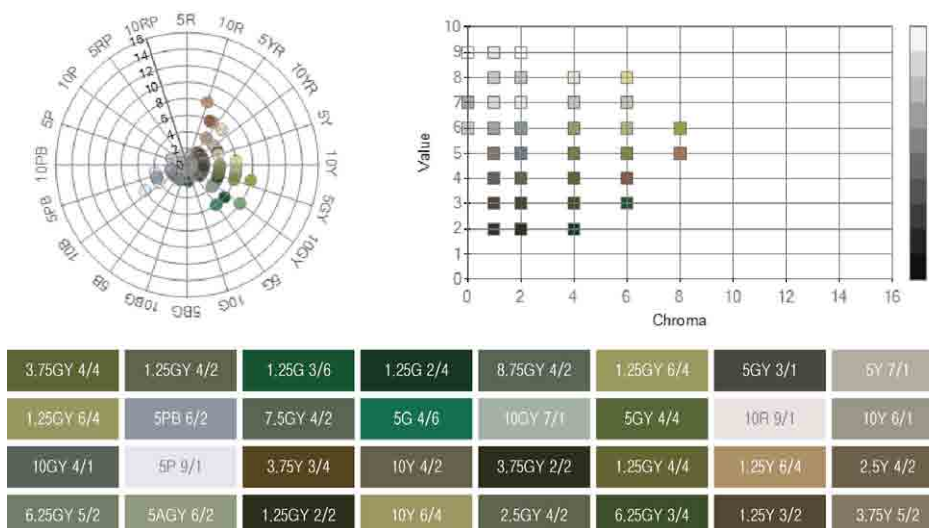 5R
10R
5YR
10YR
5Y
10Y
5GY
10GY
5G
10G
5BG
10BG
5B
10B
5PB
10PB
5P
10P
5RP
10RP
16
14
12
10
8
6
4
2
Value
10
9
8
7
6
5
4
3
2
1
0
0 2 4 6 8 10 12 14 16
Chroma
3.75GY 4/4 1.25GY 4/2 1.25G 3/6 1.25G 2/4 8.75GY 4/2 1.25GY 6/4 5GY 3/1 5Y 7/1
1.25GY 6/4 5PB 6/2 7.5GY 4/2 5G 4/6 10GY 7/1 5GY 4/4 10R 9/1 10Y 6/1
10GY 4/1 5P 9/1 3.75Y 3/4 10Y 4/2 3.75GY 2/2 1.25GY 4/4 1.25Y 6/4 2.5Y 4/2
6.25GY 5/2 5AGY 6/2 1.25GY 2/2 10Y 6/4 2.5GY 4/2 6.25GY 3/4 1.25Y 3/2 3.75Y 5/2